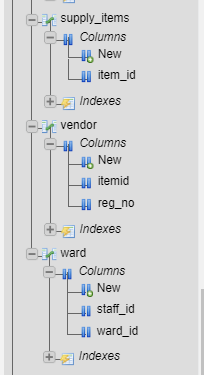 supply_items
Columns
New
item_id
Indexes
vendor
Columns
New
itemid
reg_no
Indexes
ward
Columns
New
staff_id
ward_id
Indexes